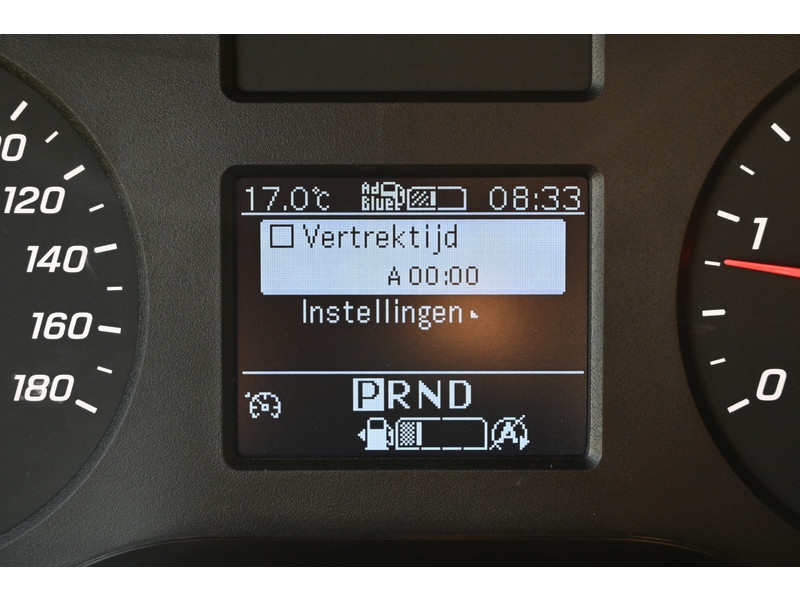 17.0°C AdBlue 08:33
Vertrektijd
A 00:00
Instellingen
PRND
A
120
140
160
180
1
0